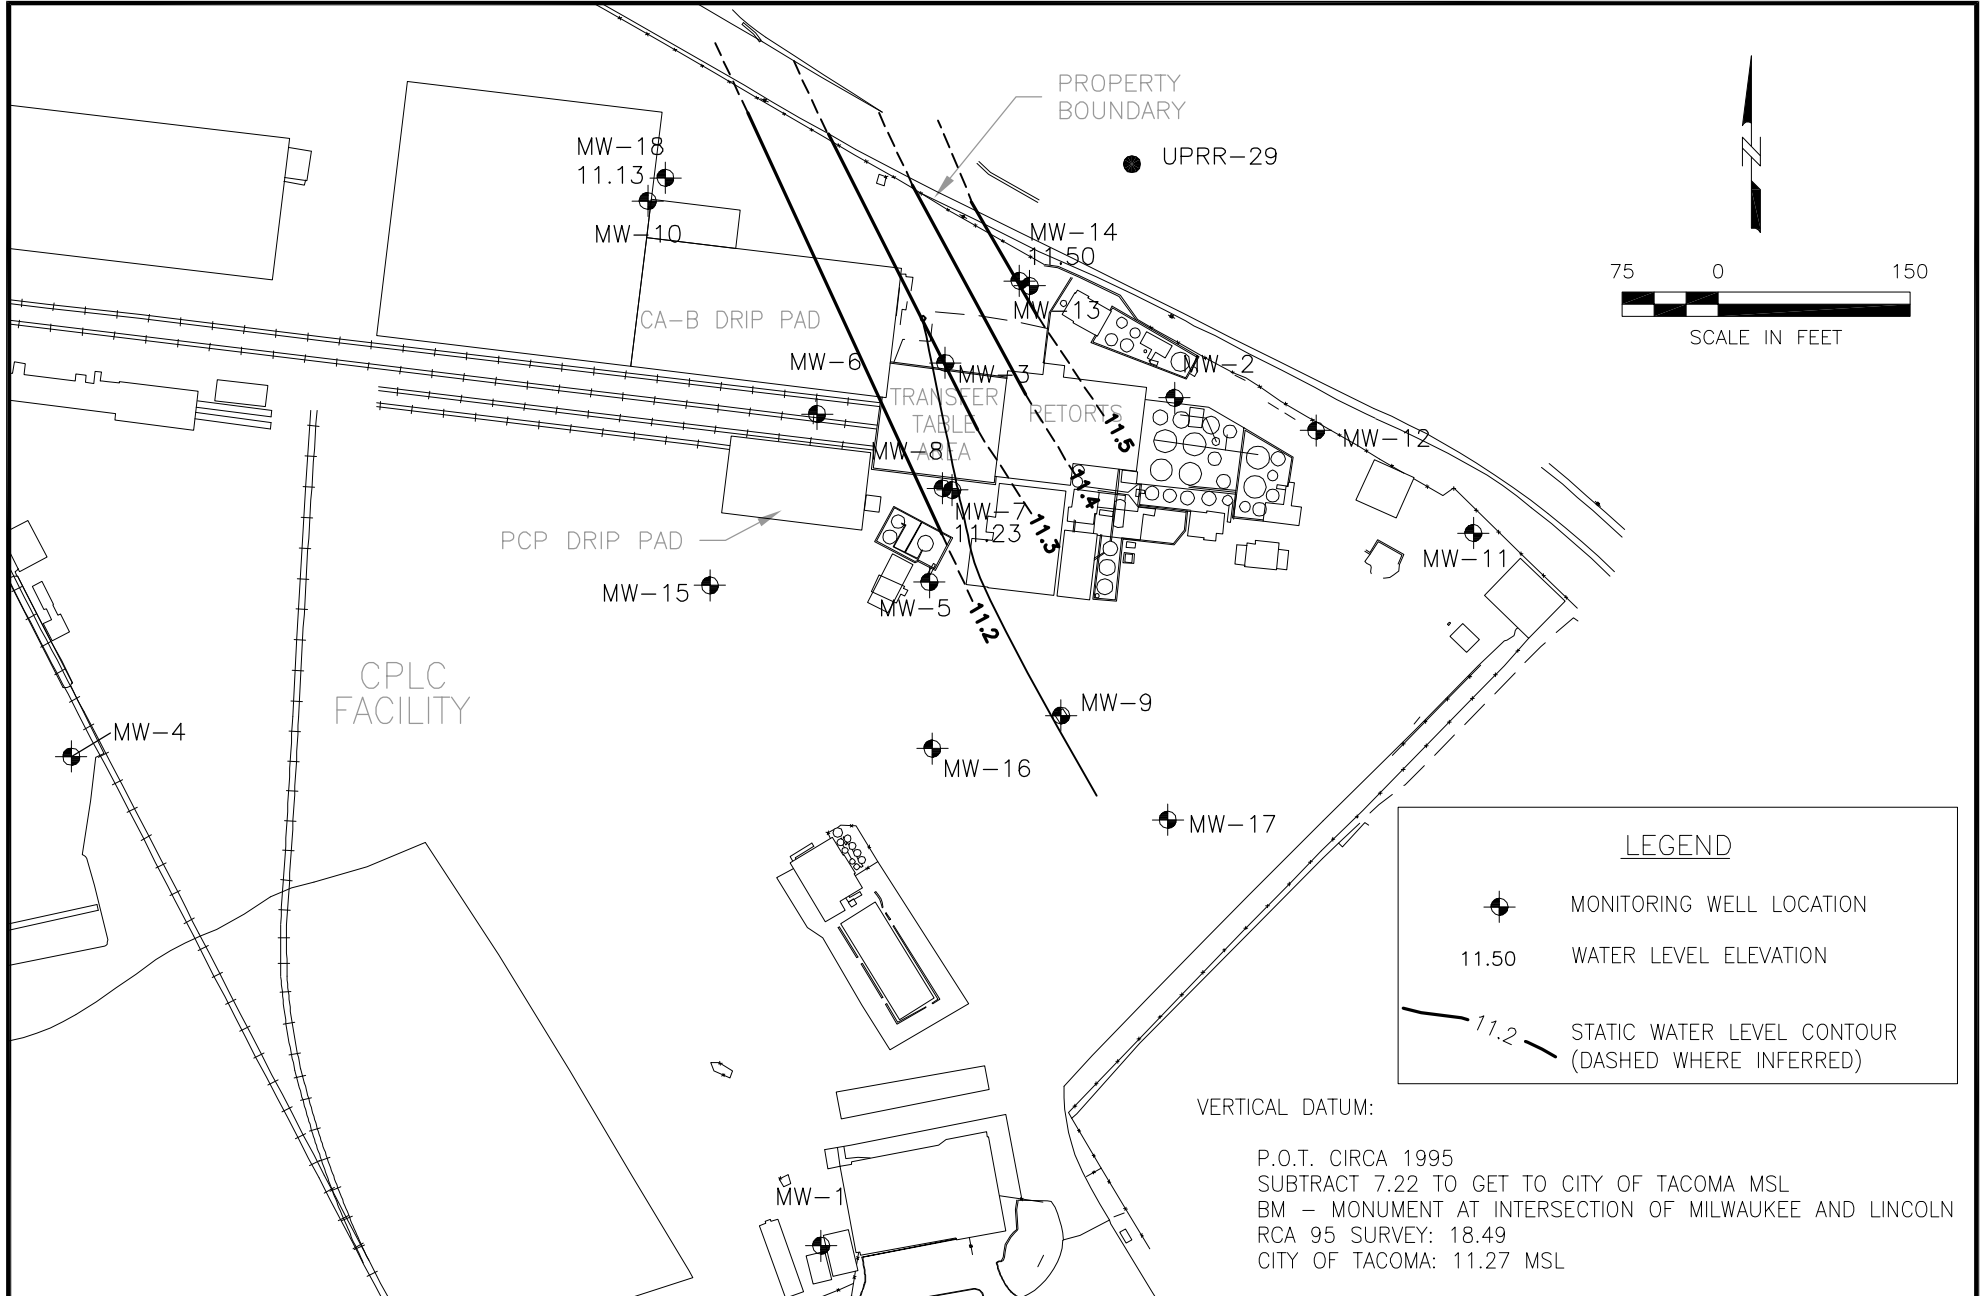 PROPERTY
BOUNDARY
UPRR-29
MW-18
11.13
MW-10
MW-14
11.50
MW-13
N
75 0 150
SCALE IN FEET
CA-B DRIP PAD
MW-6
MW-3
MW-2
TRANSFER
TABLE
AREA
RETORTS
11.5
MW-12
MW-8
11.4
MW-7
11.23
11.3
PCP DRIP PAD
MW-11
MW-15
MW-5
11.2
CPLC
FACILITY
MW-9
MW-4
MW-16
MW-17
LEGEND
MONITORING WELL LOCATION
11.50 WATER LEVEL ELEVATION
11.2 STATIC WATER LEVEL CONTOUR
(DASHED WHERE INFERRED)
VERTICAL DATUM:
P.O.T. CIRCA 1995
SUBTRACT 7.22 TO GET TO CITY OF TACOMA MSL
BM - MONUMENT AT INTERSECTION OF MILWAUKEE AND LINCOLN
RCA 95 SURVEY: 18.49
CITY OF TACOMA: 11.27 MSL
MW-1